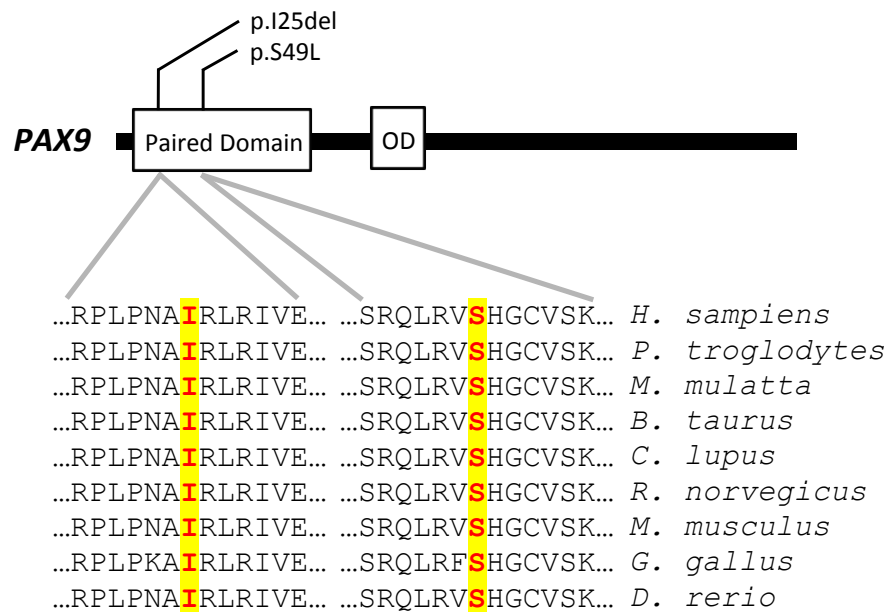 p.I25del
p.S49L
PAX9 Paired Domain OD
...RPLPNAIRLRIVE... ...SRQLRVSHGCVSK... H. sampiens
...RPLPNAIRLRIVE... ...SRQLRVSHGCVSK... P. troglodytes
...RPLPNAIRLRIVE... ...SRQLRVSHGCVSK... M. mulatta
...RPLPNAIRLRIVE... ...SRQLRVSHGCVSK... B. taurus
...RPLPNAIRLRIVE... ...SRQLRVSHGCVSK... C. lupus
...RPLPNAIRLRIVE... ...SRQLRVSHGCVSK... R. norvegicus
...RPLPNAIRLRIVE... ...SRQLRVSHGCVSK... M. musculus
...RPLPKAIRLRIVE... ...SRQLRFSHGCVSK... G. gallus
...RPLPNAIRLRIVE... ...SRQLRVSHGCVSK... D. rerio